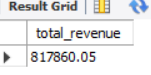 Result Grid
total_revenue
817860.05